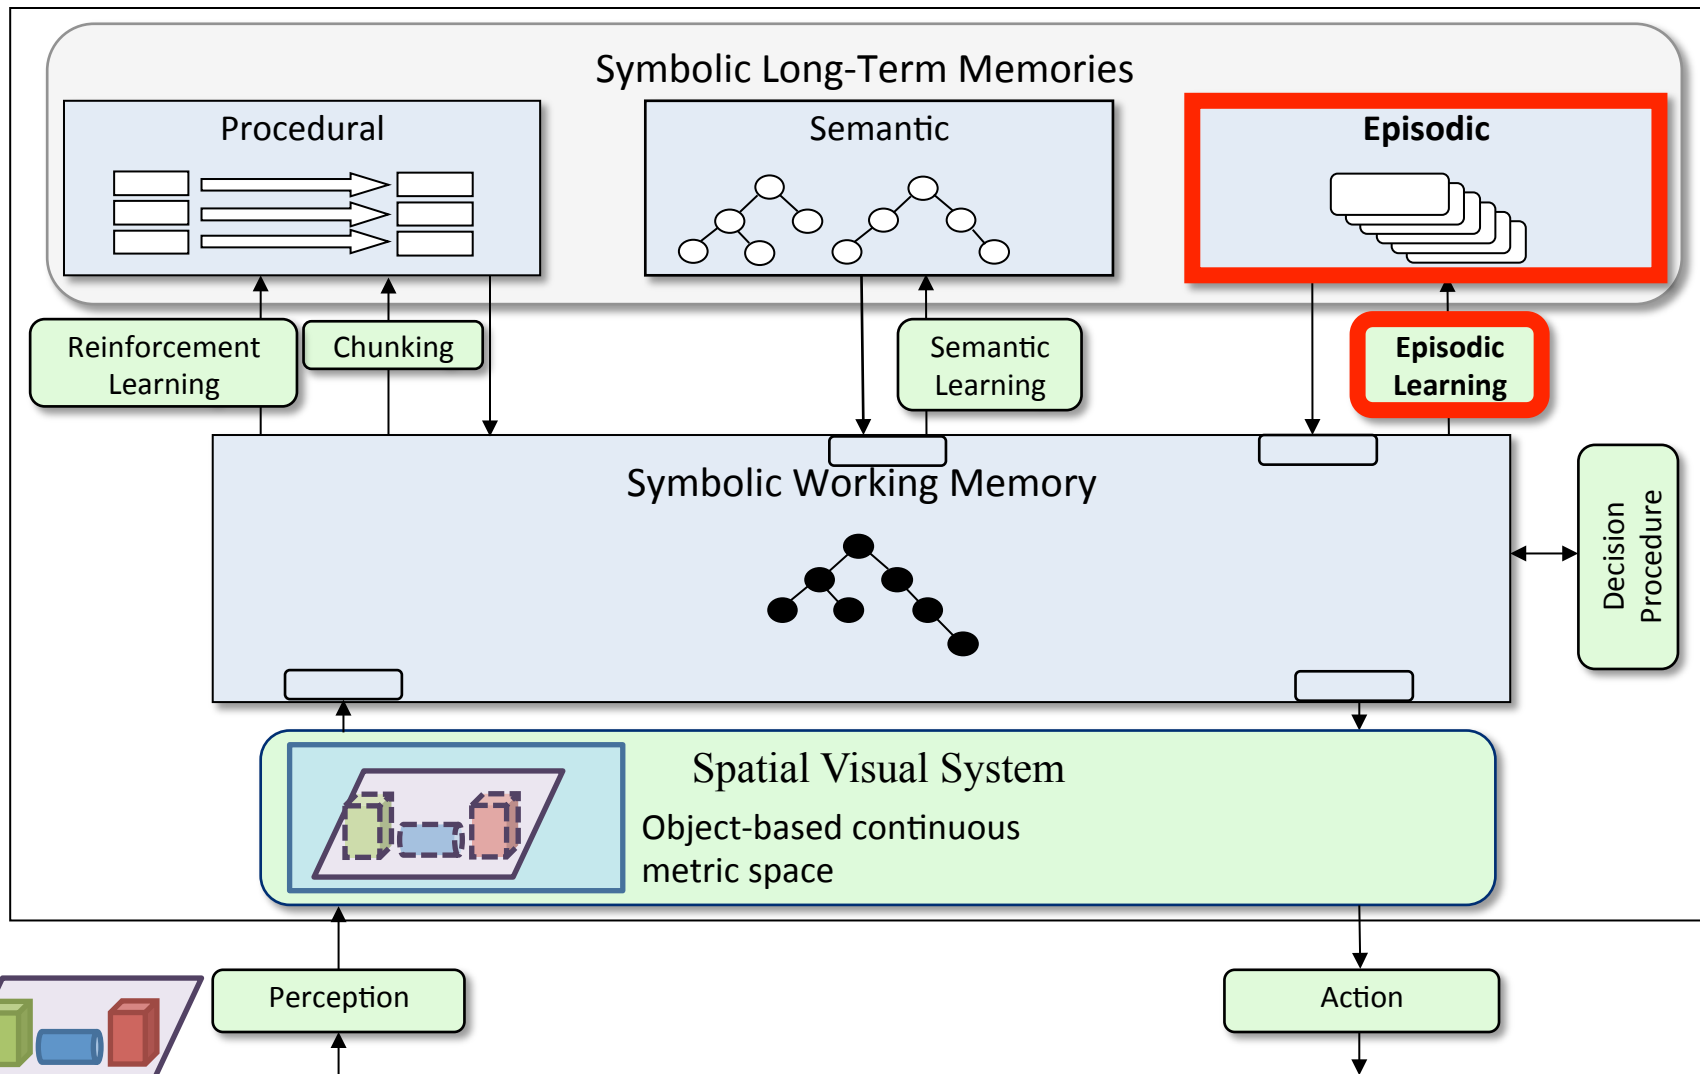 Symbolic Long-Term Memories
Procedural
Semantic
Episodic
Reinforcement
Learning
Chunking
Semantic
Learning
Episodic
Learning
Symbolic Working Memory
Decision
Procedure
Spatial Visual System
Object-based continuous
metric space
Perception
Action